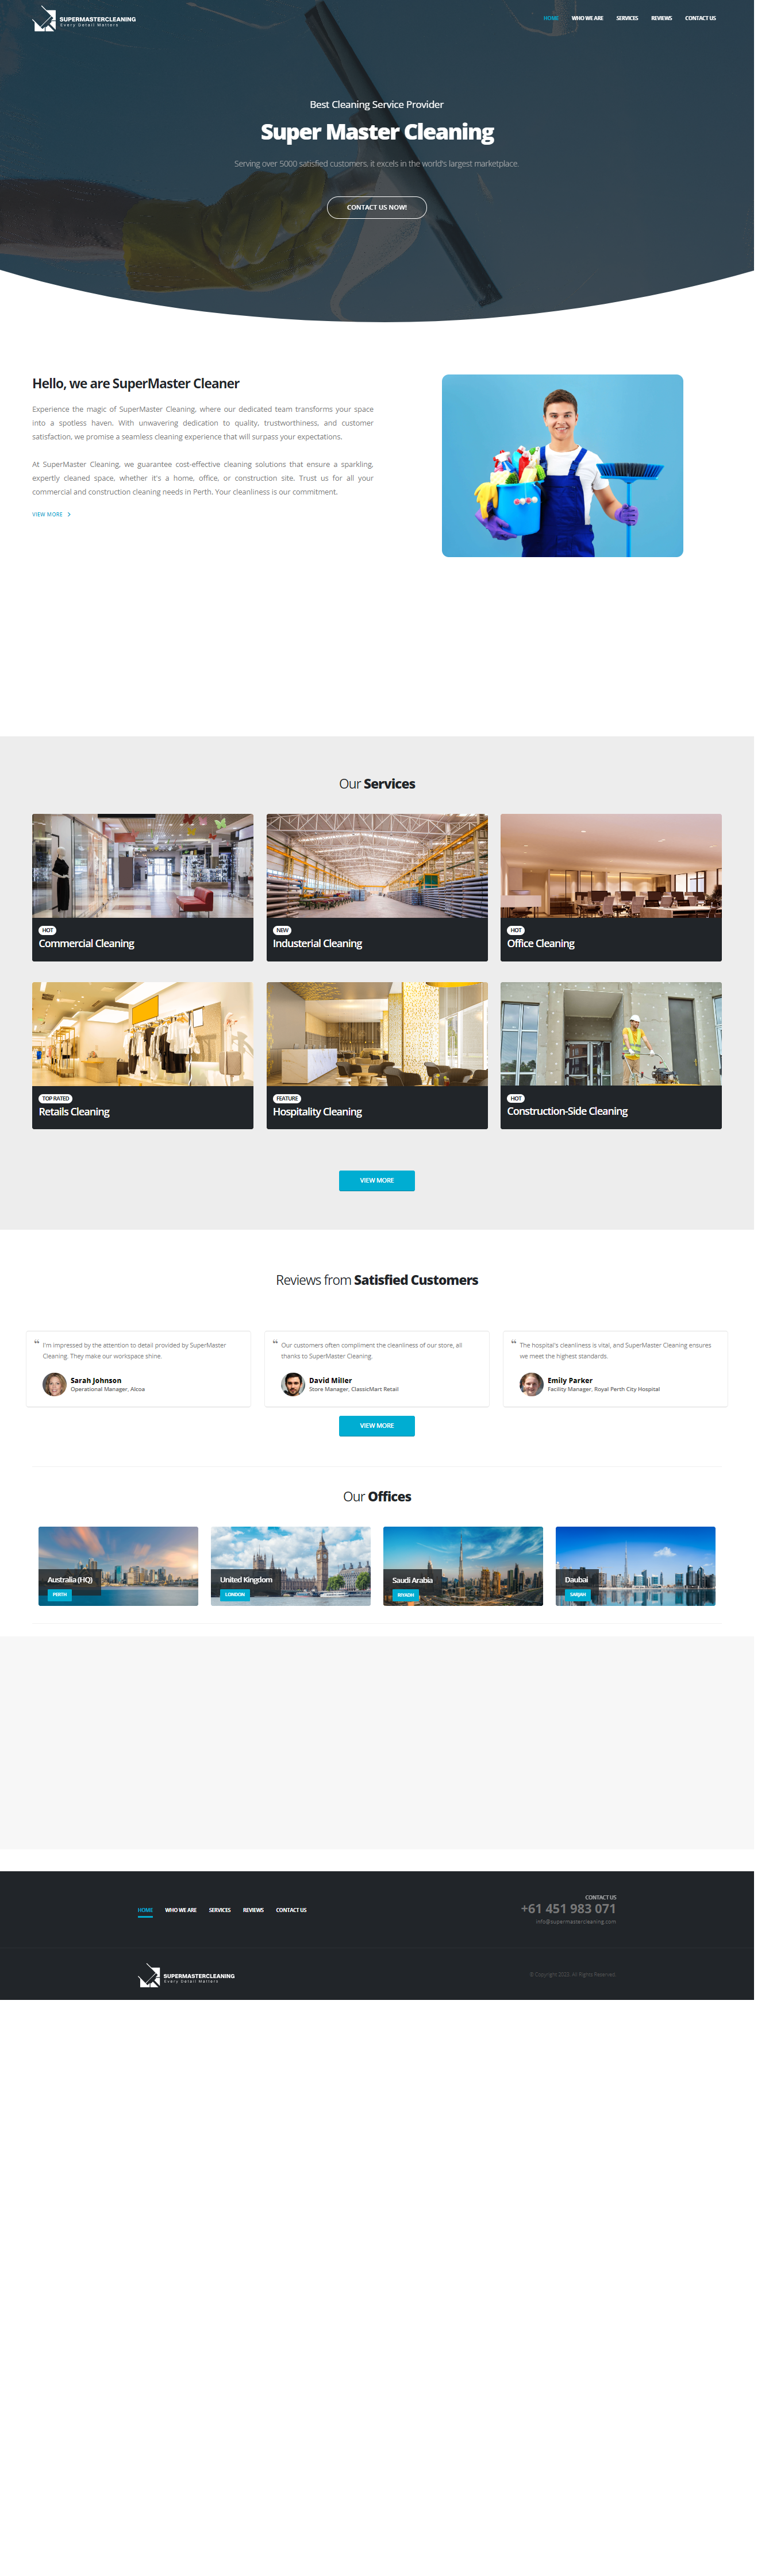 SUPERMASTERCLEANING
Every Detail Matters
HOME WHO WE ARE SERVICES REVIEWS CONTACT US
Best Cleaning Service Provider
Super Master Cleaning
Serving over 5000 satisfied customers, it excels in the world's largest marketplace.
CONTACT US NOW!
Hello, we are SuperMaster Cleaner
Experience the magic of SuperMaster Cleaning, where our dedicated team transforms your space
into a spotless haven. With unwavering dedication to quality, trustworthiness, and customer
satisfaction, we promise a seamless cleaning experience that will surpass your expectations.
At SuperMaster Cleaning, we guarantee cost-effective cleaning solutions that ensure a sparkling,
expertly cleaned space, whether it's a home, office, or construction site. Trust us for all your
commercial and construction cleaning needs in Perth. Your cleanliness is our commitment.
VIEW MORE
Our Services
HOT
Commercial Cleaning
NEW
Industerial Cleaning
HOT
Office Cleaning
TOP RATED
Retails Cleaning
FEATURE
Hospitality Cleaning
HOT
Construction-Side Cleaning
VIEW MORE
Reviews from Satisfied Customers
“ I'm impressed by the attention to detail provided by SuperMaster
Cleaning. They make our workspace shine.
Sarah Johnson
Operational Manager, Alcoa
“ Our customers often compliment the cleanliness of our store, all
thanks to SuperMaster Cleaning.
David Miller
Store Manager, ClassicMart Retail
“ The hospital's cleanliness is vital, and SuperMaster Cleaning ensures
we meet the highest standards.
Emily Parker
Facility Manager, Royal Perth City Hospital
VIEW MORE
Our Offices
Australia (HQ)
PERTH
United Kingdom
LONDON
Saudi Arabia
RIYADH
Daubai
SARJAH
HOME WHO WE ARE SERVICES REVIEWS CONTACT US
CONTACT US
+61 451 983 071
info@supermastercleaning.com
SUPERMASTERCLEANING
Every Detail Matters
© Copyright 2023. All Rights Reserved.